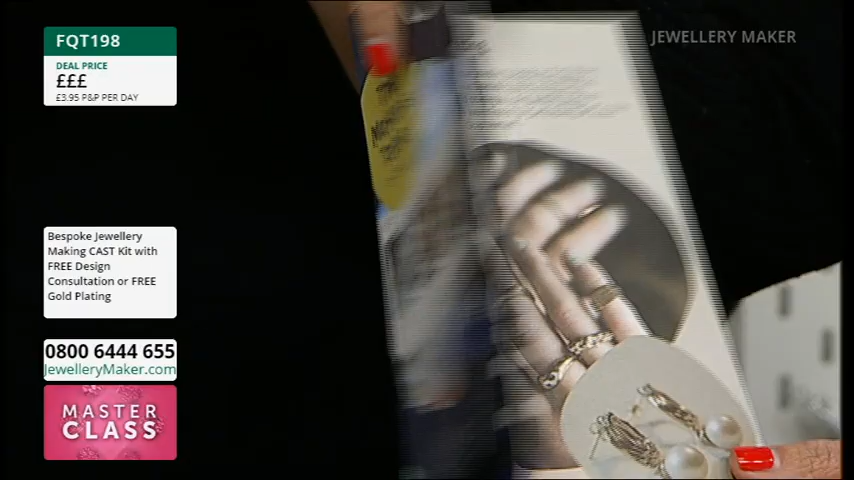 FQT198
DEAL PRICE
£££
£3.95 P&P PER DAY
JEWELLERY MAKER
Bespoke Jewellery
Making CAST Kit with
FREE Design
Consultation or FREE
Gold Plating
0800 6444 655
JewelleryMaker.com
MASTER
CLASS